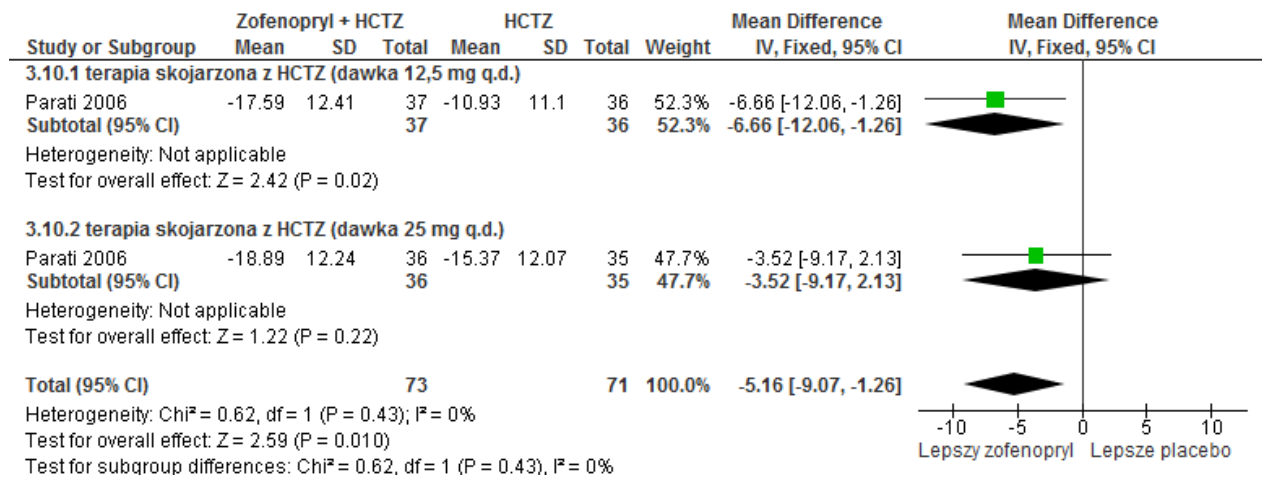 Zofenopryl + HCTZ HCTZ Mean Difference Mean Difference
Study or Subgroup Mean SD Total Mean SD Total Weight IV, Fixed, 95% CI IV, Fixed, 95% CI
3.10.1 terapia skojarzona z HCTZ (dawka 12,5 mg q.d.)
Parati 2006 -17.59 12.41 37 -10.93 11.1 36 52.3% -6.66 [-12.06, -1.26]
Subtotal (95% CI) 37 36 52.3% -6.66 [-12.06, -1.26]
Heterogeneity: Not applicable
Test for overall effect: Z = 2.42 (P = 0.02)
3.10.2 terapia skojarzona z HCTZ (dawka 25 mg q.d.)
Parati 2006 -18.89 12.24 36 -15.37 12.07 35 47.7% -3.52 [-9.17, 2.13]
Subtotal (95% CI) 36 35 47.7% -3.52 [-9.17, 2.13]
Heterogeneity: Not applicable
Test for overall effect: Z = 1.22 (P = 0.22)
Total (95% CI) 73 71 100.0% -5.16 [-9.07, -1.26]
Heterogeneity: Chi² = 0.62, df = 1 (P = 0.43); I² = 0%
Test for overall effect: Z = 2.59 (P = 0.010)
Test for subgroup differences: Chi² = 0.62, df = 1 (P = 0.43), I² = 0%
-10 -5 0 5 10
Lepszy zofenopryl Lepsze placebo